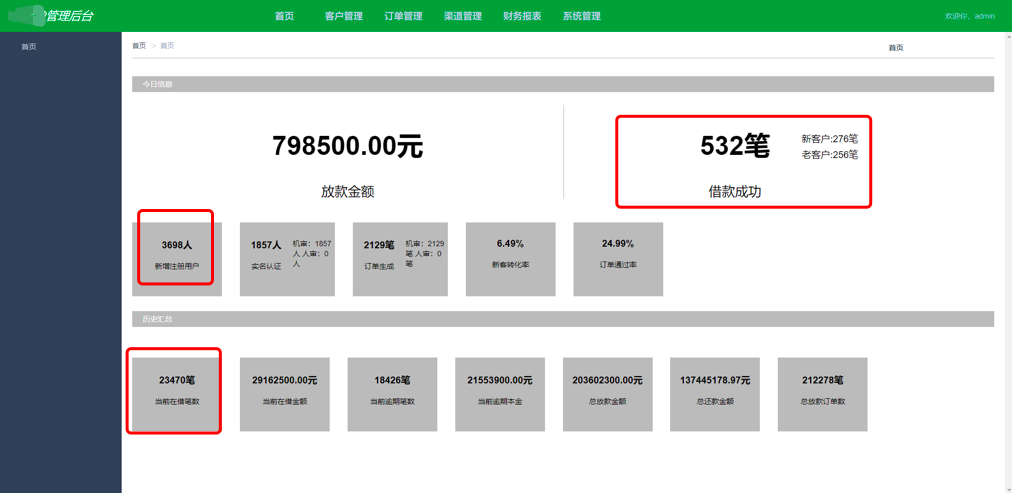 管理后台
首页 客户管理 订单管理 渠道管理 财务报表 系统管理
欢迎你、admin
首页
首页 > 首页
首页
今日信息
798500.00元
放款金额
532笔
新客户:276笔
老客户:256笔
借款成功
3698人
新增注册用户
1857人
实名认证
机审：1857
人 人审：0
人
2129笔
订单生成
机审：2129
笔 人审：0
笔
6.49%
新客转化率
24.99%
订单通过率
历史汇总
23470笔
当前在借笔数
29162500.00元
当前在借金额
18426笔
当前逾期笔数
21553900.00元
当前逾期本金
203602300.00元
总放款金额
137445178.97元
总还款金额
212278笔
总放款订单数